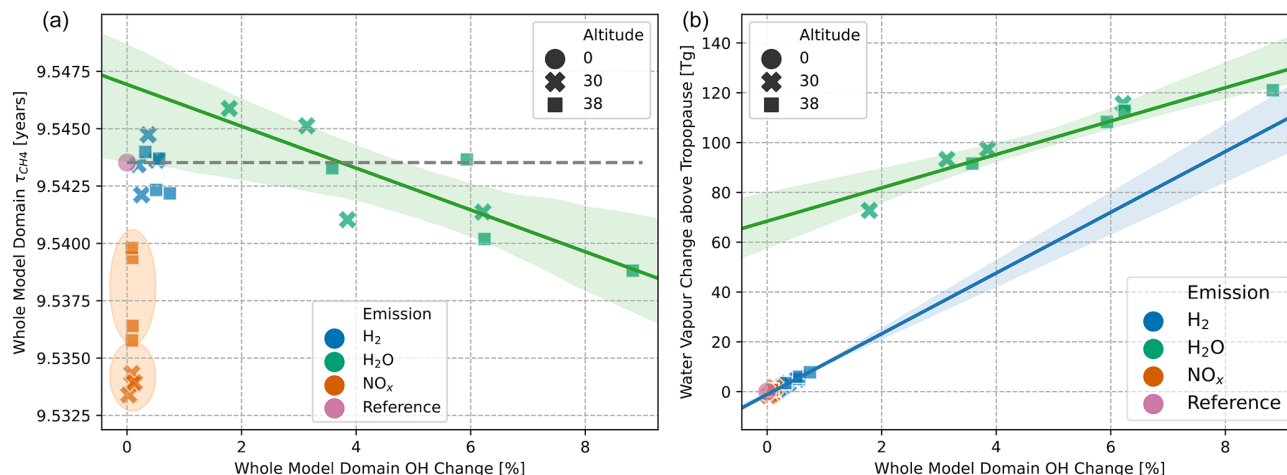 (a)
Whole Model Domain τCH4 [years]
9.5475
9.5450
9.5425
9.5400
9.5375
9.5350
9.5325
Altitude
0
30
38
Emission
H2
H2O
NOx
Reference
0 2 4 6 8
Whole Model Domain OH Change [%]
(b)
Water Vapour Change above Tropopause [Tg]
140
120
100
80
60
40
20
0
Altitude
0
30
38
Emission
H2
H2O
NOx
Reference
0 2 4 6 8
Whole Model Domain OH Change [%]